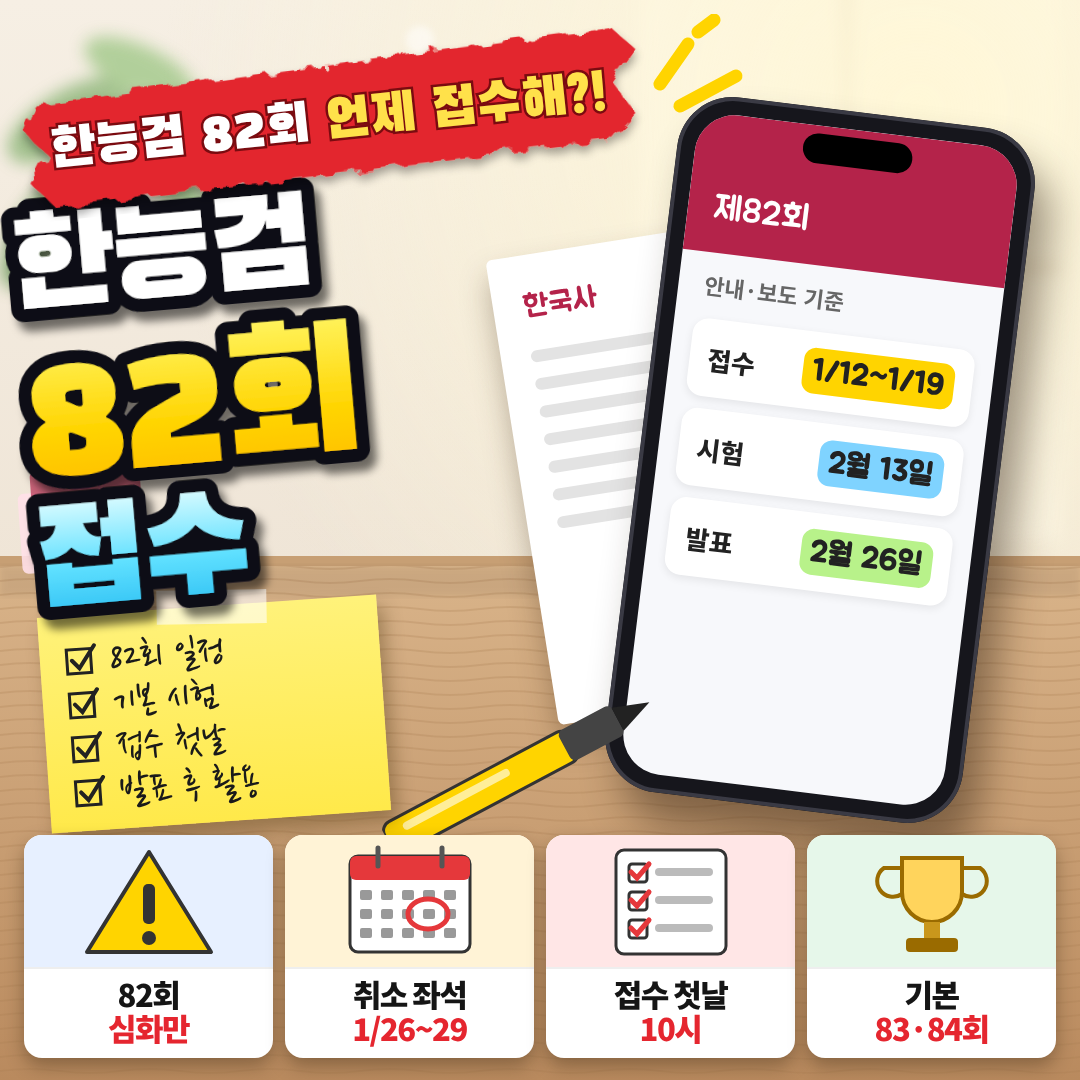 한능검 82회 언제 접수해?!
한능검
82회
접수
한국사
제82회
안내·보도 기준
접수 1/12~1/19
시험 2월 13일
발표 2월 26일
82회 일정
기본 시험
접수 첫날
발표 후 활용
82회
심화만
취소 좌석
1/26~29
접수 첫날
10시
기본
83·84회